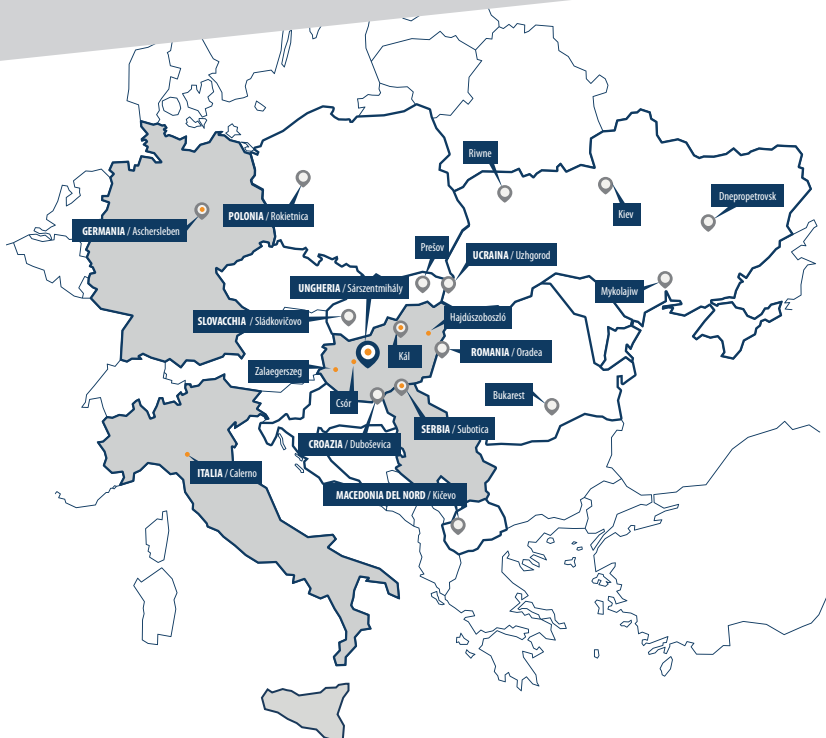 Riwne
Dnepropetrovsk
POLONIA / Rokietnica
Kiev
GERMANIA / Aschersleben
Prešov
UCRAINA / Uzhgorod
UNGHERIA / Sárszentmihály
Mykolajiw
SLOVACCHIA / Sládkovičovo
Hajdúszoboszló
Kál
ROMANIA / Oradea
Zalaegerszeg
Bukarest
Csór
SERBIA / Subotica
CROAZIA / Duboševica
ITALIA / Calerno
MACEDONIA DEL NORD / Kičevo